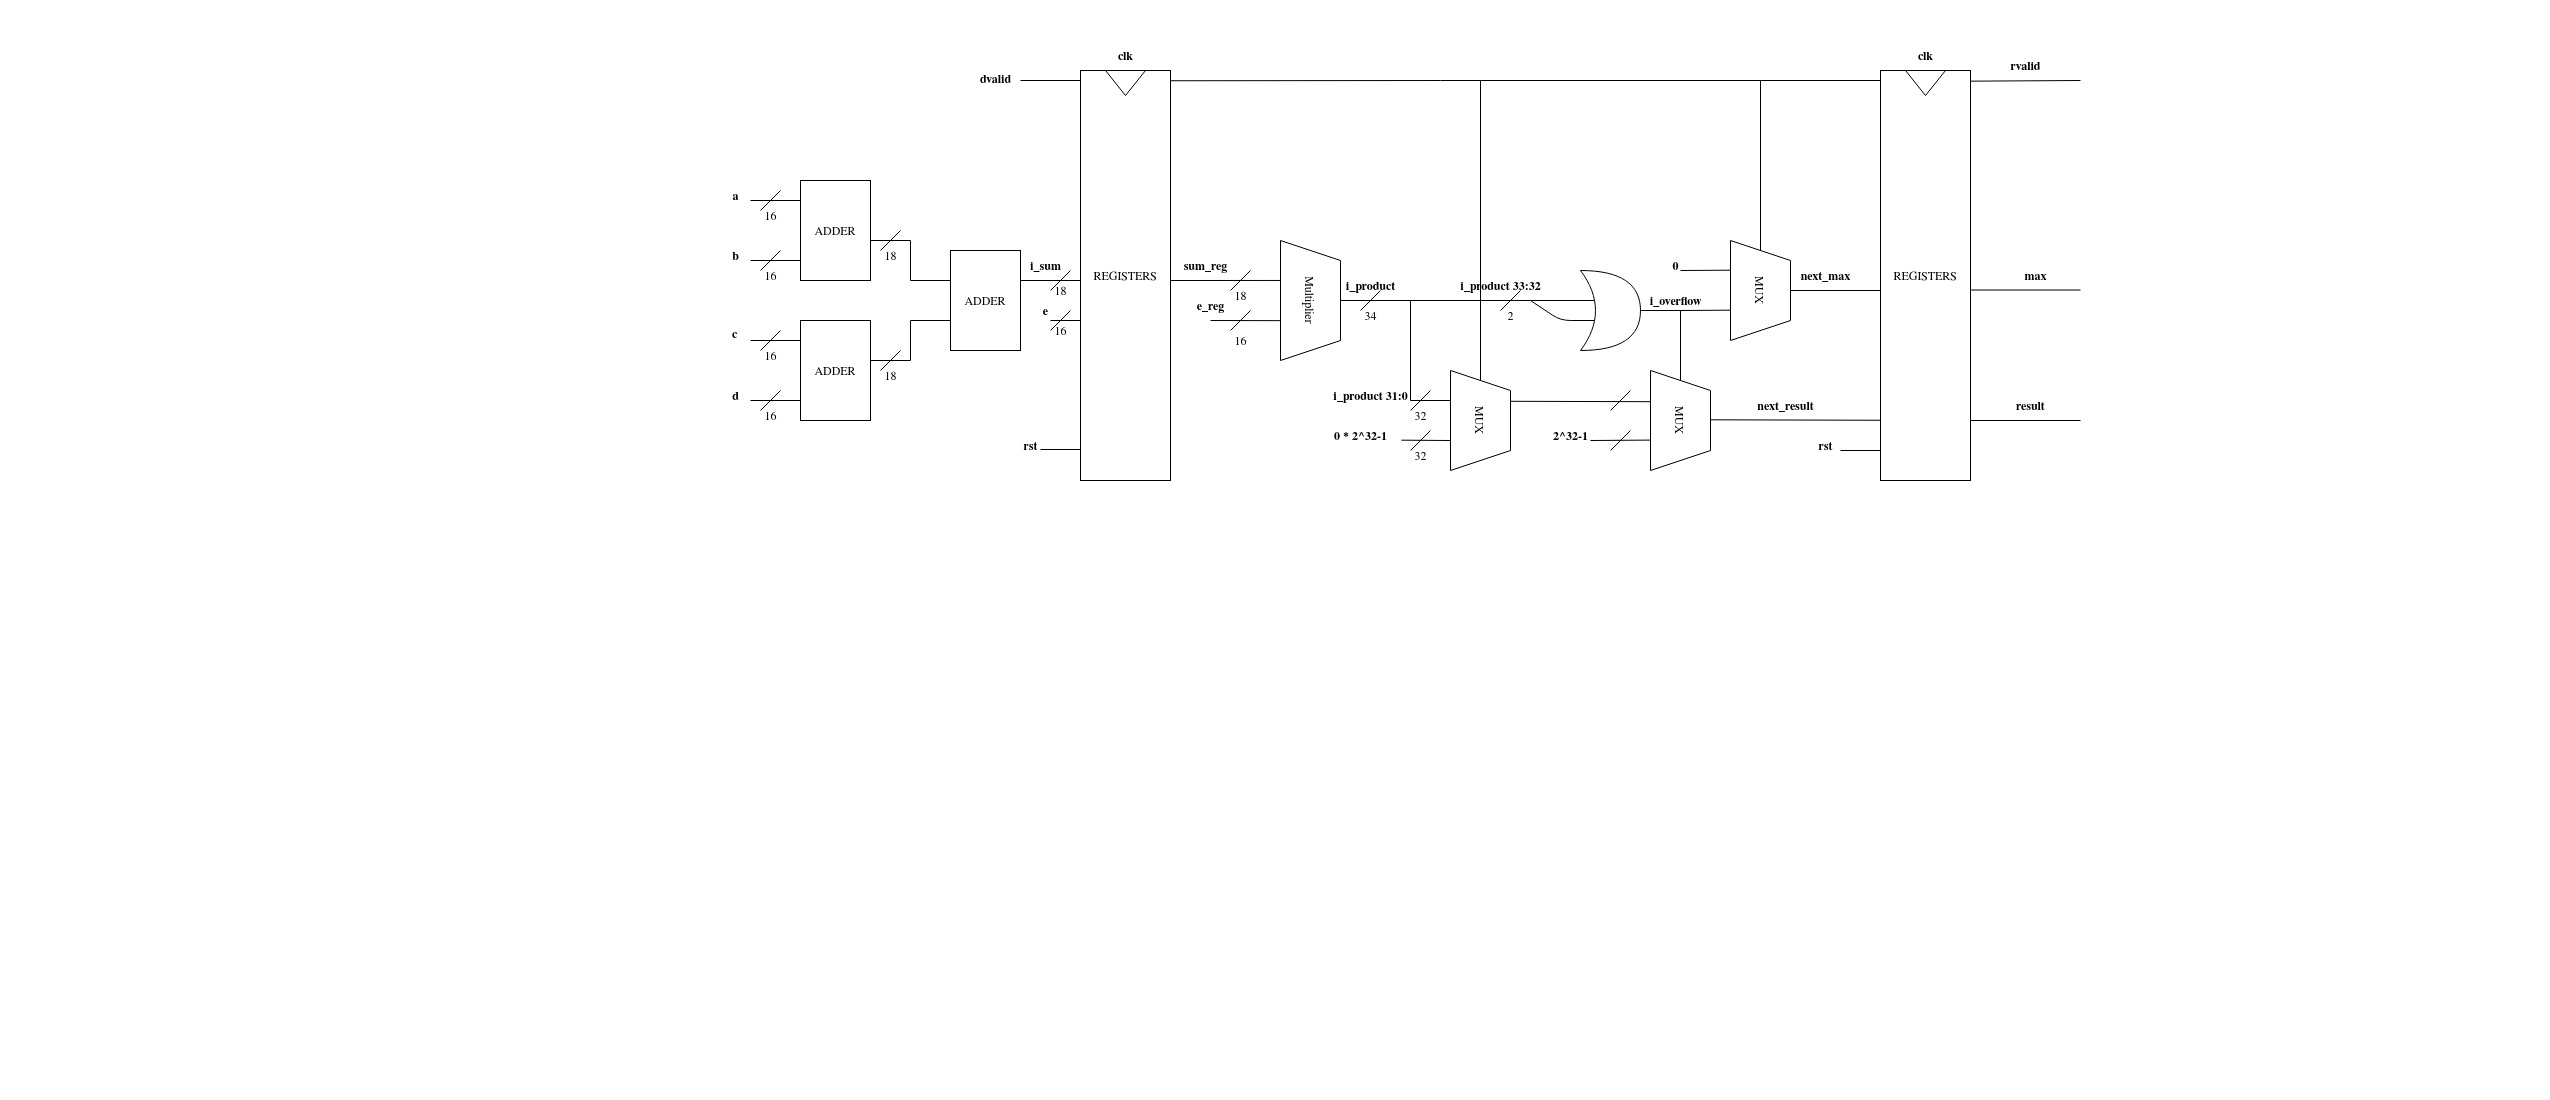 clk
clk
rvalid
dvalid
a
16
ADDER
b
16
18
i_sum
18
ADDER
e
16
c
16
ADDER
18
d
16
rst
REGISTERS
sum_reg
18
e_reg
16
Multiplier
i_product
34
i_product 33:32
2
i_overflow
0
MUX
next_max
REGISTERS
max
i_product 31:0
32
0 * 2^32-1
32
MUX
2^32-1
MUX
next_result
rst
result